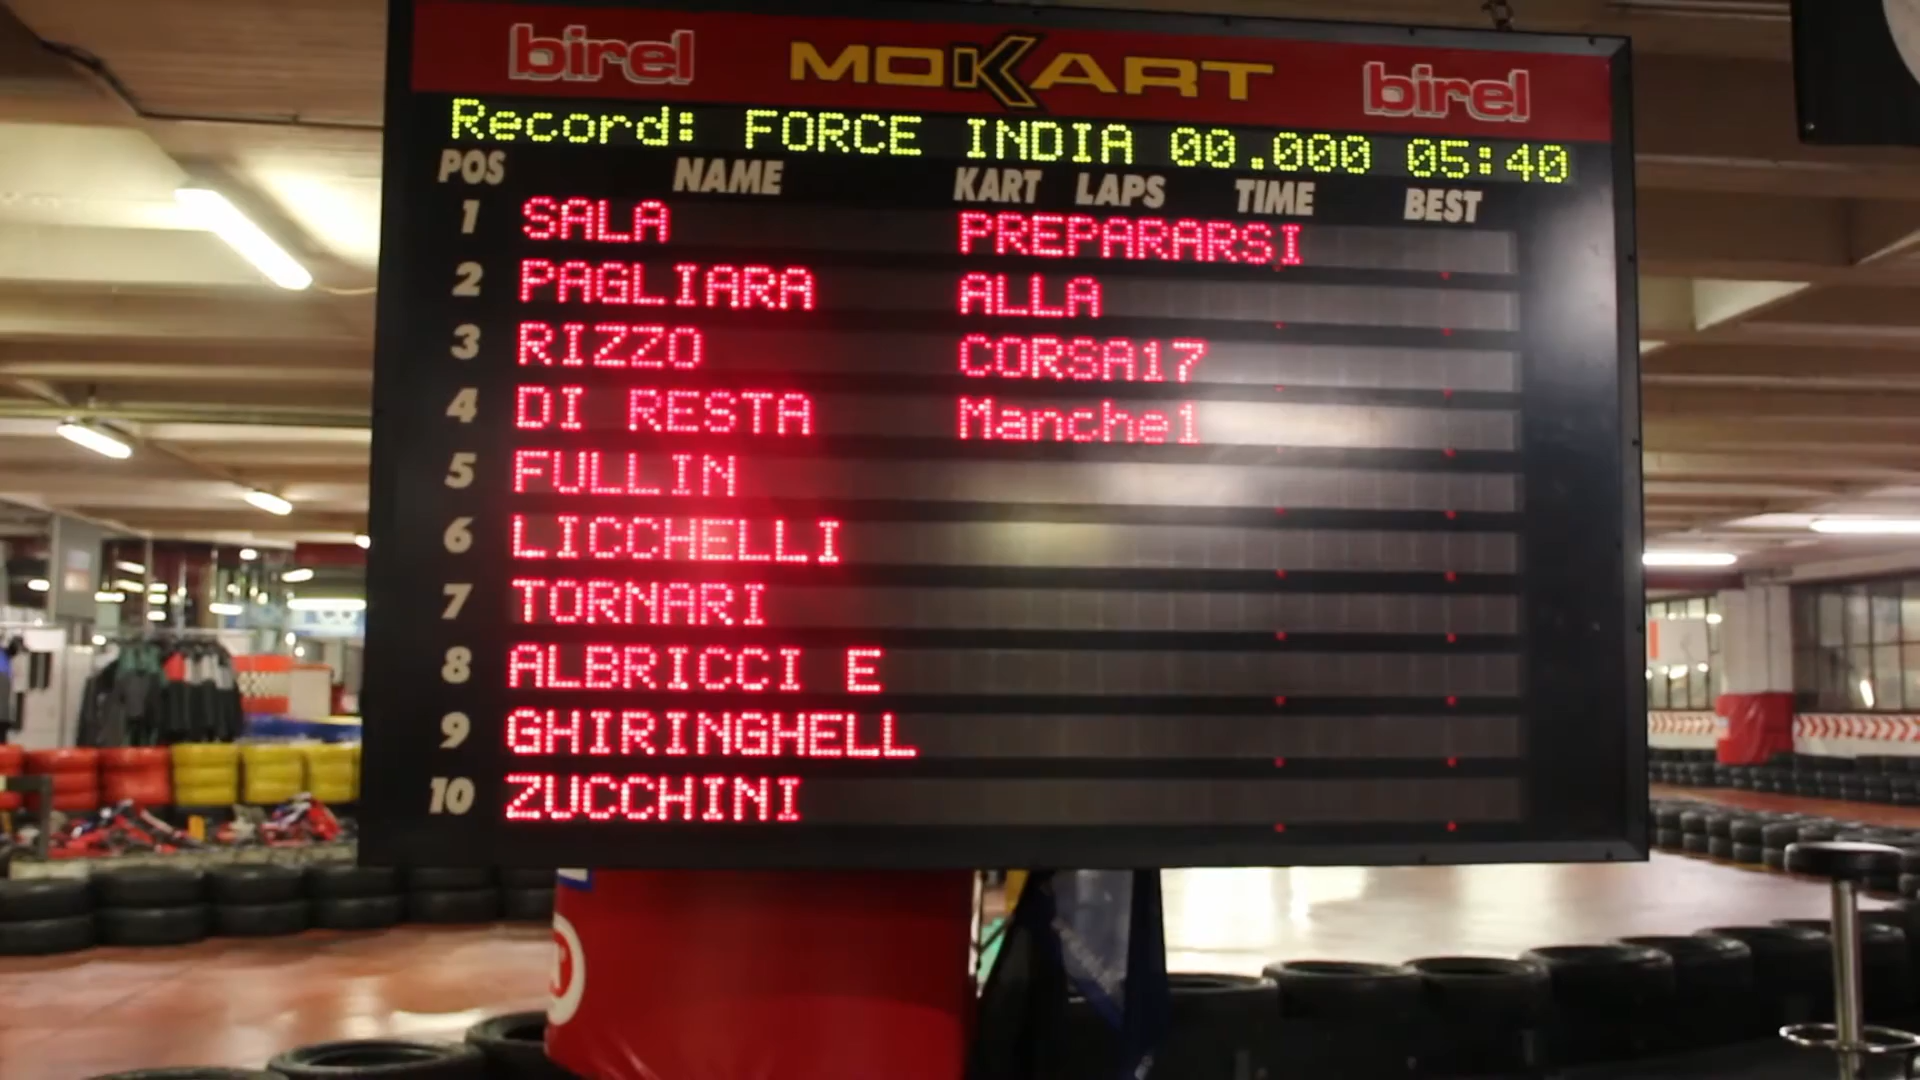 birel MOKART birel
Record: FORCE INDIA 00.000 05:40
POS NAME KART LAPS TIME BEST
1 SALA PREPARARSI
2 PAGLIARA ALLA
3 RIZZO CORSA17
4 DI RESTA Manche1
5 FULLIN
6 LICCHELLI
7 TORNARI
8 ALBRICCI E
9 GHIRINGHELL
10 ZUCCHINI